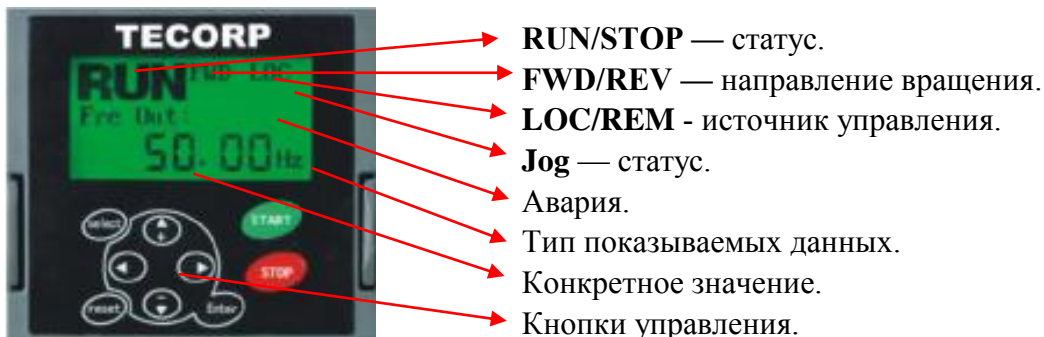 TECORP
RUN FWD LOC
Fre Out:
50.00Hz
select
START
STOP
reset
Enter
RUN/STOP — статус.
FWD/REV — направление вращения.
LOC/REM - источник управления.
Jog — статус.
Авария.
Тип показываемых данных.
Конкретное значение.
Кнопки управления.